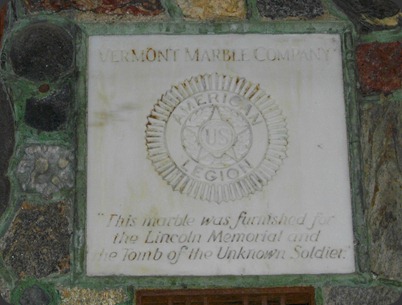 VERMONT MARBLE COMPANY
AMERICAN
US
LEGION
"This marble was furnished for
the Lincoln Memorial and
the Tomb of the Unknown Soldier."